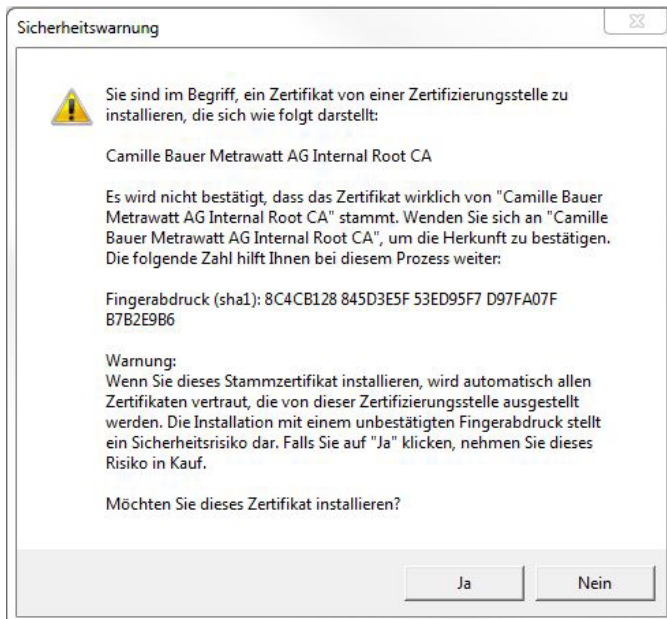 Sicherheitswarnung
Sie sind im Begriff, ein Zertifikat von einer Zertifizierungsstelle zu
installieren, die sich wie folgt darstellt:
Camille Bauer Metrawatt AG Internal Root CA
Es wird nicht bestätigt, dass das Zertifikat wirklich von "Camille Bauer
Metrawatt AG Internal Root CA" stammt. Wenden Sie sich an "Camille
Bauer Metrawatt AG Internal Root CA", um die Herkunft zu bestätigen.
Die folgende Zahl hilft Ihnen bei diesem Prozess weiter:
Fingerabdruck (sha1): 8C4CB128 845D3E5F 53ED95F7 D97FA07F
B7B2E9B6
Warnung:
Wenn Sie dieses Stammzertifikat installieren, wird automatisch allen
Zertifikaten vertraut, die von dieser Zertifizierungsstelle ausgestellt
werden. Die Installation mit einem unbestätigten Fingerabdruck stellt
ein Sicherheitsrisiko dar. Falls Sie auf "Ja" klicken, nehmen Sie dieses
Risiko in Kauf.
Möchten Sie dieses Zertifikat installieren?
Ja
Nein